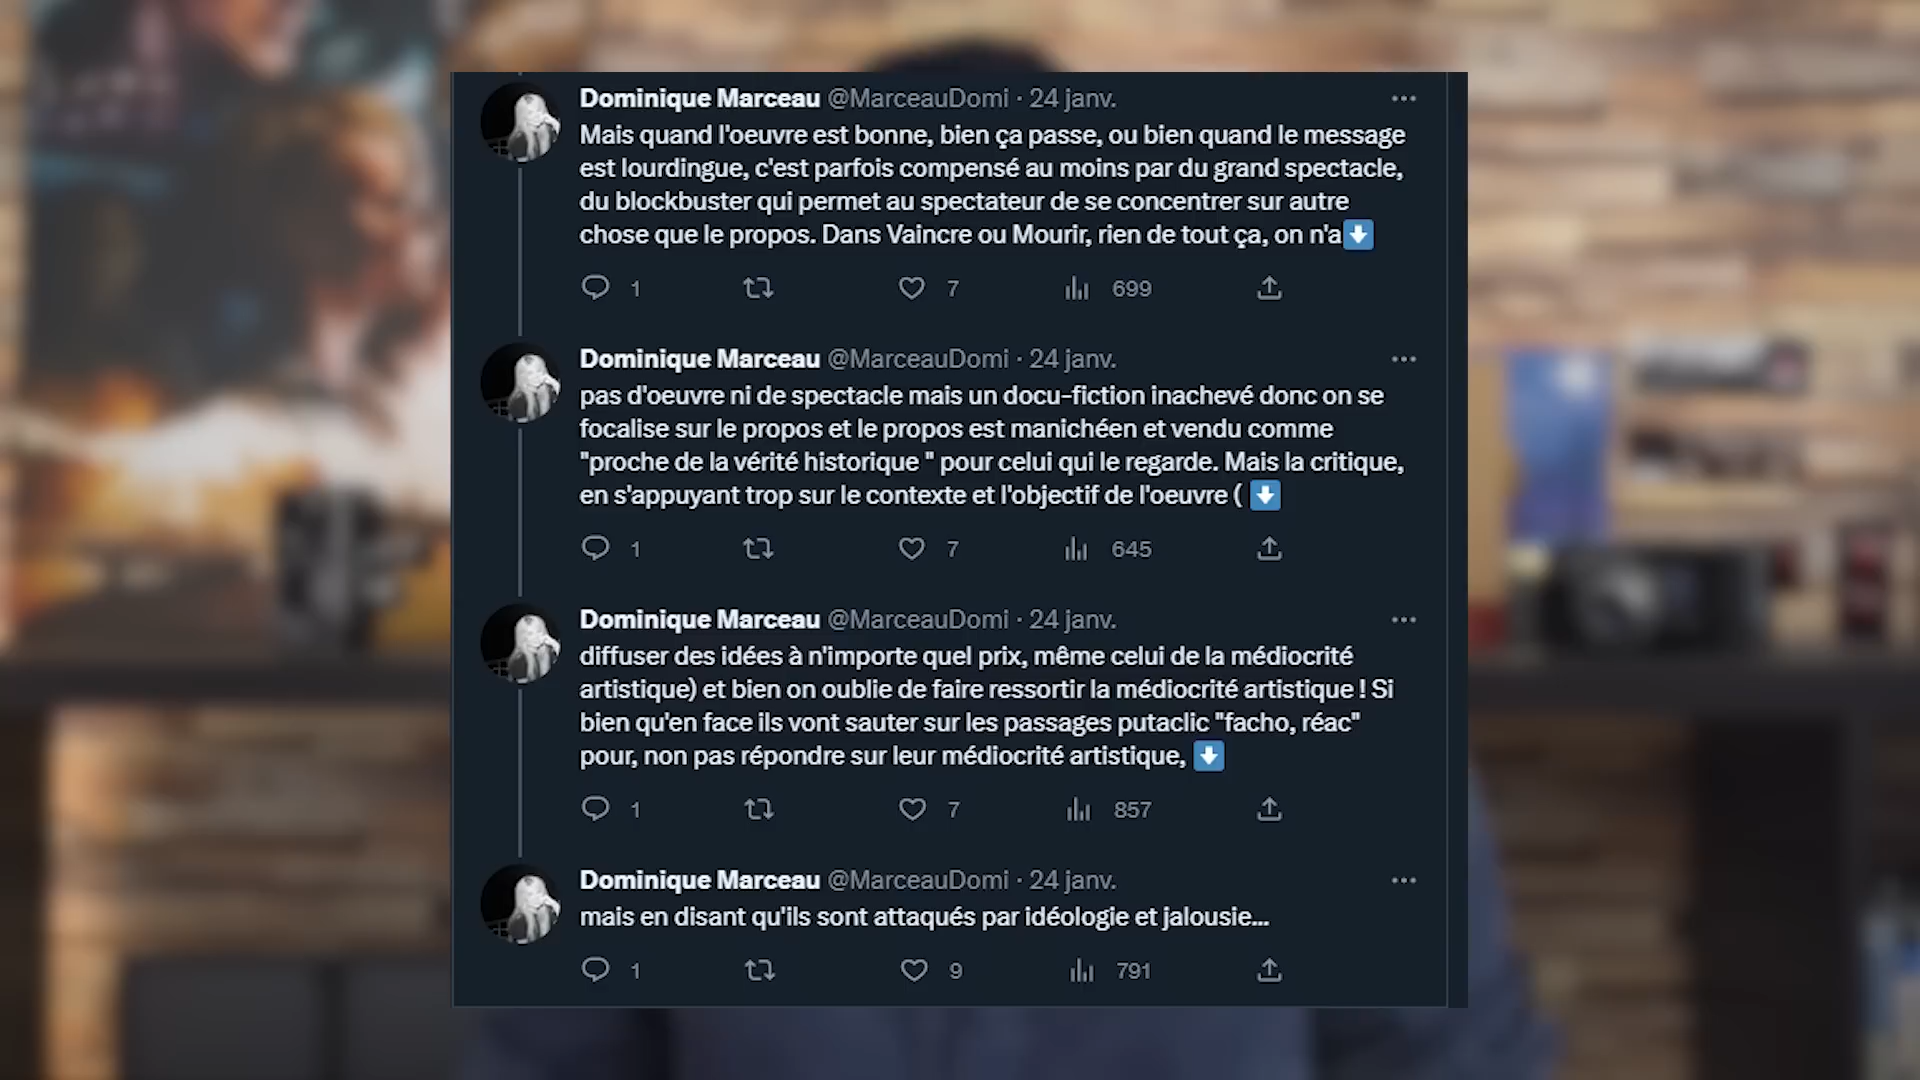 Dominique Marceau @MarceauDomi · 24 janv.
Mais quand l'oeuvre est bonne, bien ça passe, ou bien quand le message
est lourdingue, c'est parfois compensé au moins par du grand spectacle,
du blockbuster qui permet au spectateur de se concentrer sur autre
chose que le propos. Dans Vaincre ou Mourir, rien de tout ça, on n'a⬇️
1 7 699
Dominique Marceau @MarceauDomi · 24 janv.
pas d'oeuvre ni de spectacle mais un docu-fiction inachevé donc on se
focalise sur le propos et le propos est manichéen et vendu comme
"proche de la vérité historique " pour celui qui le regarde. Mais la critique,
en s'appuyant trop sur le contexte et l'objectif de l'oeuvre ( ⬇️
1 7 645
Dominique Marceau @MarceauDomi · 24 janv.
diffuser des idées à n'importe quel prix, même celui de la médiocrité
artistique) et bien on oublie de faire ressortir la médiocrité artistique ! Si
bien qu'en face ils vont sauter sur les passages putaclic "facho, réac"
pour, non pas répondre sur leur médiocrité artistique, ⬇️
1 7 857
Dominique Marceau @MarceauDomi · 24 janv.
mais en disant qu'ils sont attaqués par idéologie et jalousie...
1 9 791